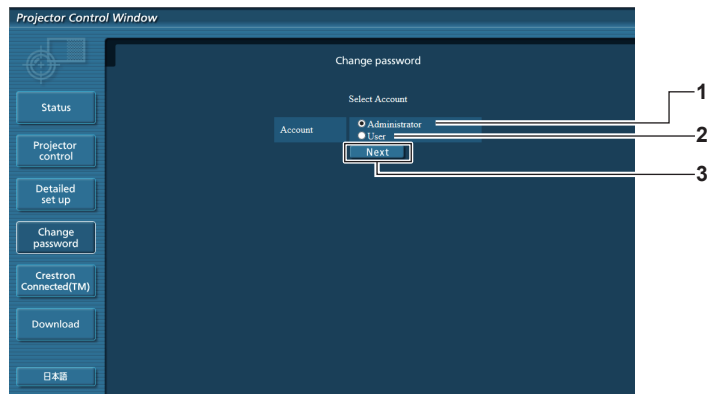 Projector Control Window
Change password
Select Account
Account
Administrator
User
Next
Status
Projector
control
Detailed
set up
Change
password
Crestron
Connected(TM)
Download
日本語
1
2
3